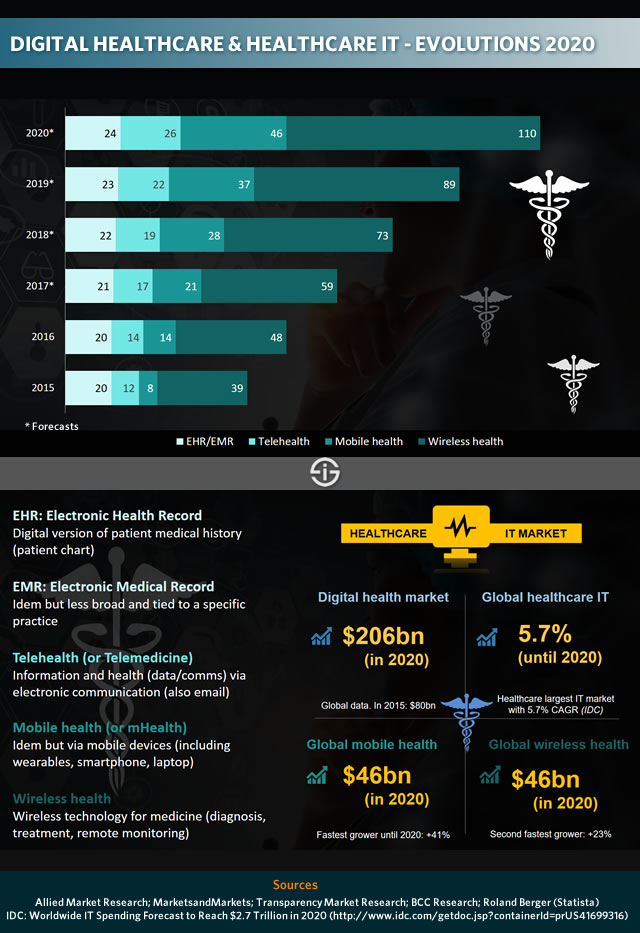 DIGITAL HEALTHCARE & HEALTHCARE IT - EVOLUTIONS 2020
2020* 24 26 46 110
2019* 23 22 37 89
2018* 22 19 28 73
2017* 21 17 21 59
2016 20 14 14 48
2015 20 12 8 39
* Forecasts
EHR/EMR Telehealth Mobile health Wireless health
EHR: Electronic Health Record
Digital version of patient medical history
(patient chart)
EMR: Electronic Medical Record
Idem but less broad and tied to a specific
practice
Telehealth (or Telemedicine)
Information and health (data/comms) via
electronic communication (also email)
Mobile health (or mHealth)
Idem but via mobile devices (including
wearables, smartphone, laptop)
Wireless health
Wireless technology for medicine (diagnosis,
treatment, remote monitoring)
HEALTHCARE IT MARKET
Digital health market
$206bn
(in 2020)
Global data. In 2015: $80bn
Global healthcare IT
5.7%
(until 2020)
Healthcare largest IT market
with 5.7% CAGR (IDC)
Global mobile health
$46bn
(in 2020)
Fastest grower until 2020: +41%
Global wireless health
$46bn
(in 2020)
Second fastest grower: +23%
Sources
Allied Market Research; MarketsandMarkets; Transparency Market Research; BCC Research; Roland Berger (Statista)
IDC: Worldwide IT Spending Forecast to Reach $2.7 Trillion in 2020 (http://www.idc.com/getdoc.jsp?containerId=prUS41699316)